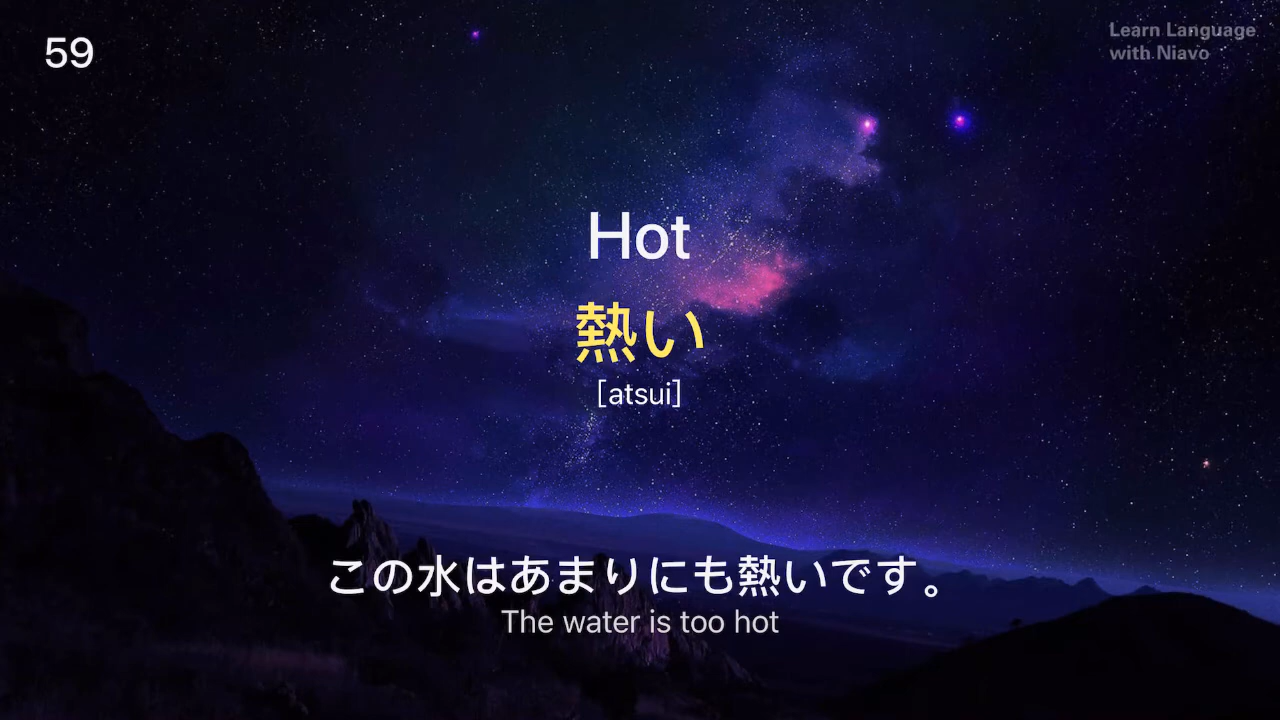 59
Learn Language
with Niavo
Hot
熱い
[atsui]
この水はあまりにも熱いです。
The water is too hot